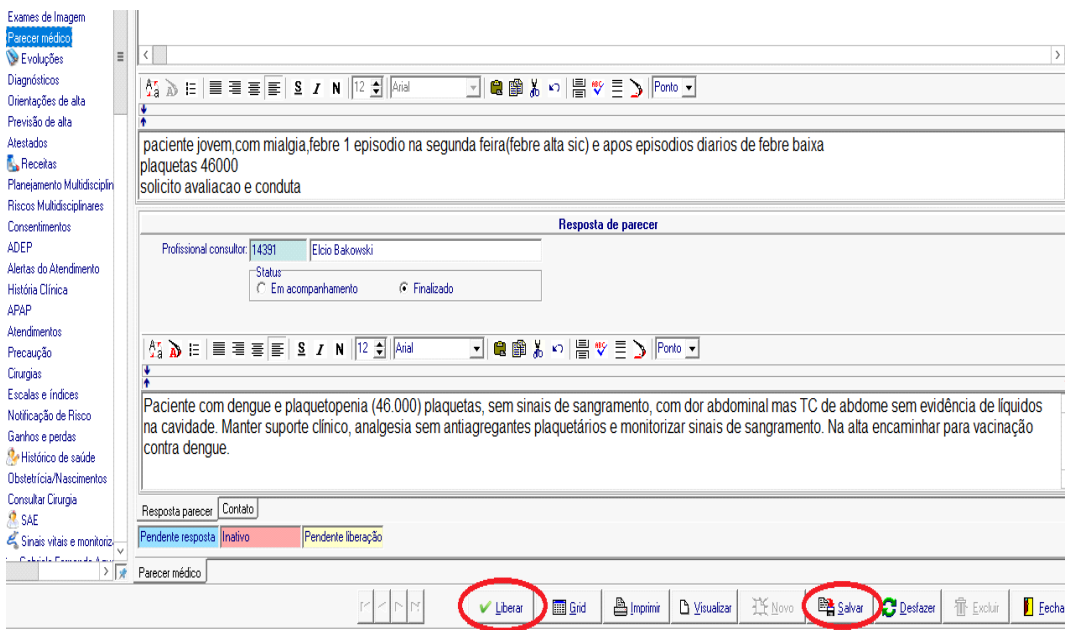 Exames de Imagem
Parecer médico
Evoluções
Diagnósticos
Orientações de alta
Previsão de alta
Atestados
Receitas
Planejamento Multidisciplin
Riscos Multidisciplinares
Consentimentos
ADEP
Alertas do Atendimento
História Clínica
APAP
Atendimentos
Precaução
Cirurgias
Escalas e índices
Notificação de Risco
Ganhos e perdas
Histórico de saúde
Obstetrícia/Nascimentos
Consultar Cirurgia
SAE
Sinais vitais e monitoriz
S I N 12 Arial ABC Ponto
paciente jovem,com mialgia,febre 1 episodio na segunda feira(febre alta sic) e apos episodios diarios de febre baixa
plaquetas 46000
solicito avaliacao e conduta
Resposta de parecer
Profissional consultor: 14391 Elcio Bakowski
Status
Em acompanhamento Finalizado
S I N 12 Arial ABC Ponto
Paciente com dengue e plaquetopenia (46.000) plaquetas, sem sinais de sangramento, com dor abdominal mas TC de abdome sem evidência de líquidos
na cavidade. Manter suporte clínico, analgesia sem antiagregantes plaquetários e monitorizar sinais de sangramento. Na alta encaminhar para vacinação
contra dengue.
Resposta parecer Contato
Pendente resposta Inativo Pendente liberação
Parecer médico
Liberar Grid Imprimir Visualizar Novo Salvar Desfazer Excluir Fecha